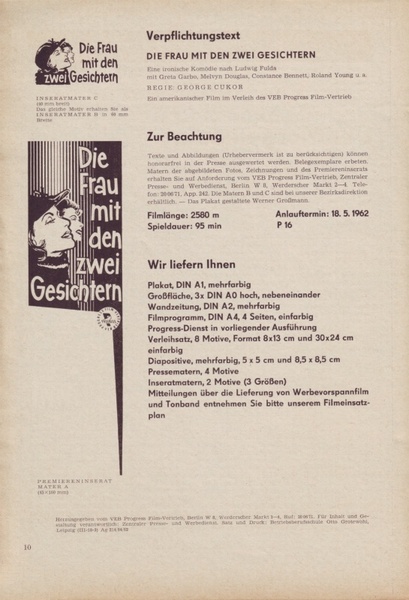 Die Frau
mit den
zwei Gesichtern
INSERATMATER C
Das gleiche Motiv erhalten Sie als
INSERATMATER B in 90 mm
Breite
Verpflichtungstext
DIE FRAU MIT DEN ZWEI GESICHTERN
Eine ironische Komödie nach Ludwig Fulda
mit Greta Garbo, Melvyn Douglas, Constance Bennett, Roland Young u. a.
REGIE: GEORGE CUKOR
Ein amerikanischer Film im Verleih des VEB Progress Film-Vertrieb
Die
Frau
mit
den
zwei
Gesichtern
Zur Beachtung
Texte und Abbildungen (Urhebervermerk ist zu berücksichtigen) können
honorarfrei in der Presse ausgewertet werden. Belegexemplare erbeten.
Matern der abgebildeten Fotos, Zeichnungen und des Premiereninserats
erhalten Sie auf Anforderung vom VEB Progress Film-Vertrieb, Zentraler
Presse- und Werbedienst, Berlin W 8, Werderscher Markt 2—4. Tele-
fon: 20 06 71, App. 242. Die Matern B und C sind bei unserer Bezirksdirektion
erhältlich. — Das Plakat gestaltete Werner Großmann.
Filmlänge: 2580 m Anlauftermin: 18. 5. 1962
Spieldauer: 95 min P 16
Wir liefern Ihnen
Plakat, DIN A1, mehrfarbig
Großfläche, 3x DIN A0 hoch, nebeneinander
Wandzeitung, DIN A2, mehrfarbig
Filmprogramm, DIN A4, 4 Seiten, einfarbig
Progress-Dienst in vorliegender Ausführung
Verleihsatz, 8 Motive, Format 8x13 cm und 30x24 cm
einfarbig
Diapositive, mehrfarbig, 5 x 5 cm und 8,5 x 8,5 cm
Pressematern, 4 Motive
Inseratmatern, 2 Motive (3 Größen)
Mitteilungen über die Lieferung von Werbevorspannfilm
und Tonband entnehmen Sie bitte unserem Filmeinsatz-
plan
PREMIERENINSERAT
MATER A
Herausgegeben vom VEB Progress Film-Vertrieb, Berlin W 8, Werderscher Markt Ruf: 20 06 71. Für Inhalt und Ge-
staltung verantwortlich: Zentraler Presse- und Werbedienst. Satz und Druck: Betriebsberufsschule Otto Grotewohl,
Leipzig
10